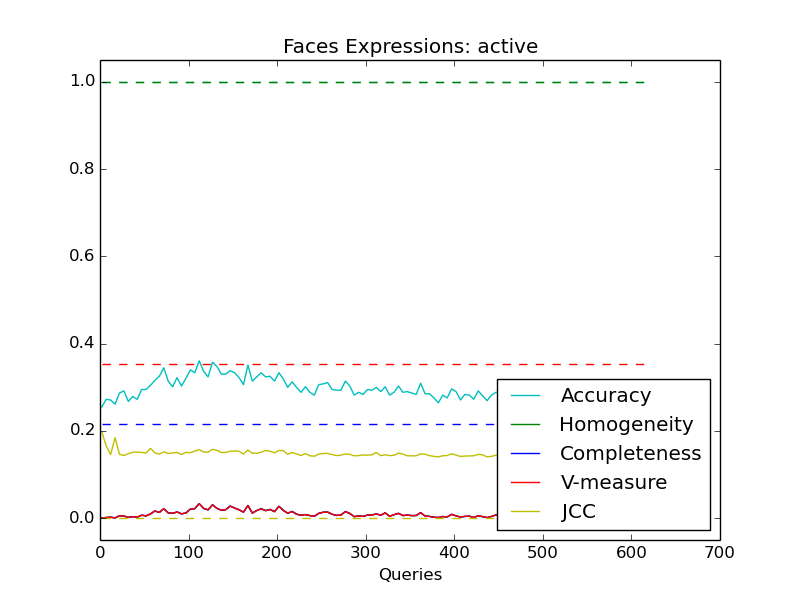 Faces Expressions: active
1.0
0.8
0.6
0.4
0.2
0.0
Accuracy
Homogeneity
Completeness
V-measure
JCC
0 100 200 300 400 500 600 700
Queries